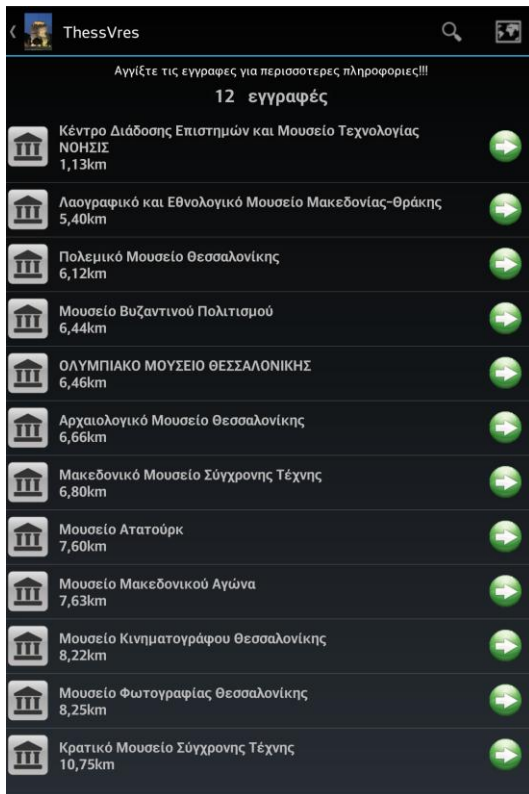 ThessVres
Αγγίξτε τις εγγραφες για περισσοτερες πληροφοριες!!!
12 εγγραφές
Κέντρο Διάδοσης Επιστημών και Μουσείο Τεχνολογίας
ΝΟΗΣΙΣ
1,13km
Λαογραφικό και Εθνολογικό Μουσείο Μακεδονίας-Θράκης
5,40km
Πολεμικό Μουσείο Θεσσαλονίκης
6,12km
Μουσείο Βυζαντινού Πολιτισμού
6,44km
ΟΛΥΜΠΙΑΚΟ ΜΟΥΣΕΙΟ ΘΕΣΣΑΛΟΝΙΚΗΣ
6,46km
Αρχαιολογικό Μουσείο Θεσσαλονίκης
6,66km
Μακεδονικό Μουσείο Σύγχρονης Τέχνης
6,80km
Μουσείο Ατατούρκ
7,60km
Μουσείο Μακεδονικού Αγώνα
7,63km
Μουσείο Κινηματογράφου Θεσσαλονίκης
8,22km
Μουσείο Φωτογραφίας Θεσσαλονίκης
8,25km
Κρατικό Μουσείο Σύγχρονης Τέχνης
10,75km